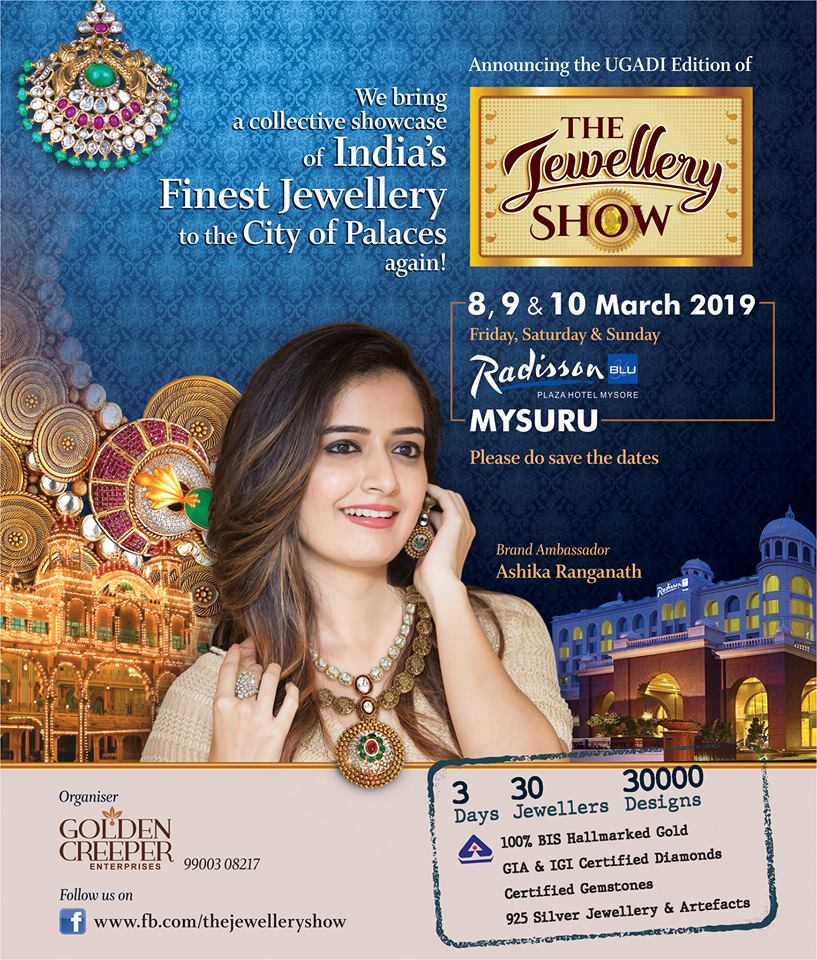 We bring
a collective showcase
of India's
Finest Jewellery
to the City of Palaces
again!
Announcing the UGADI Edition of
THE
Jewellery
SHOW
8, 9 & 10 March 2019
Friday, Saturday & Sunday
Radisson BLU
PLAZA HOTEL MYSORE
MYSURU
Please do save the dates
Brand Ambassador
Ashika Ranganath
Radisson
Organiser
GOLDEN
CREEPER
ENTERPRISES
99003 08217
Follow us on
f www.fb.com/thejewelleryshow
3 30 30000
Days Jewellers Designs
100% BIS Hallmarked Gold
GIA & IGI Certified Diamonds
Certified Gemstones
925 Silver Jewellery & Artefacts